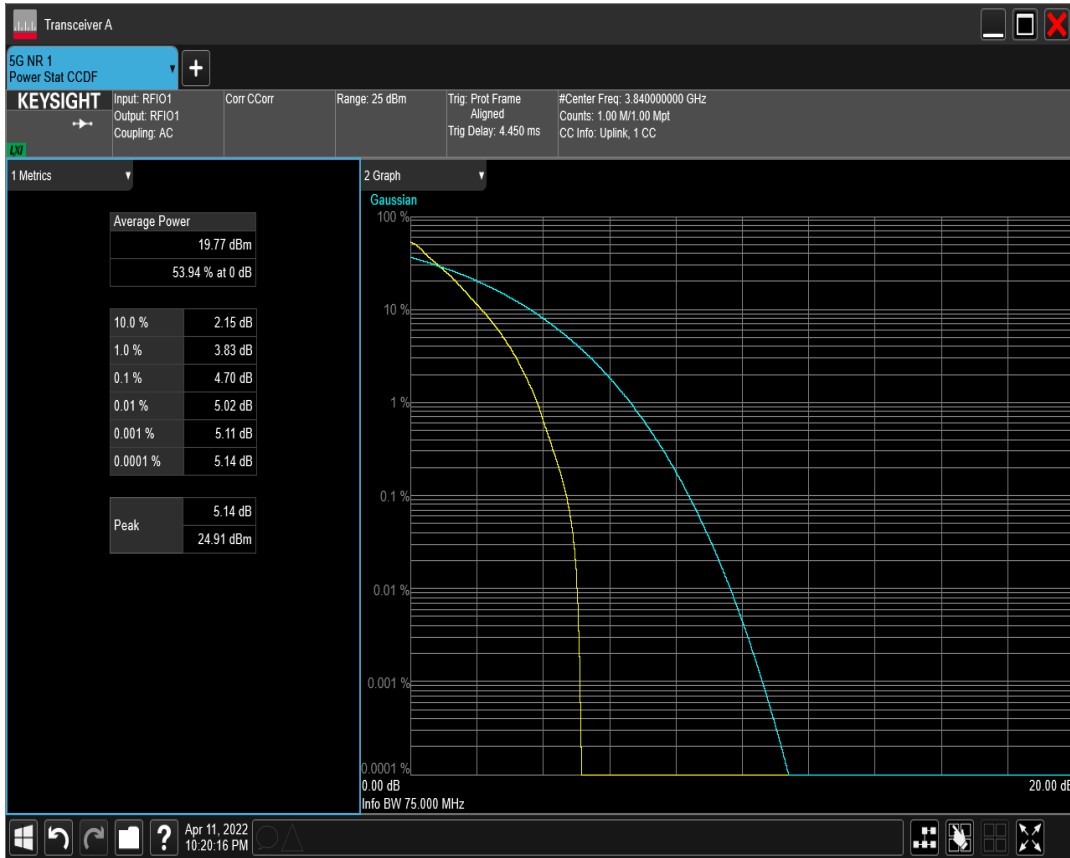 Transceiver A
5G NR 1
Power Stat CCDF
KEYSIGHT
LXI
Input: RFIO1
Output: RFIO1
Coupling: AC
Corr CCorr
Range: 25 dBm
Trig: Prot Frame
Aligned
Trig Delay: 4.450 ms
#Center Freq: 3.840000000 GHz
Counts: 1.00 M/1.00 Mpt
CC Info: Uplink, 1 CC
1 Metrics
Average Power
19.77 dBm
53.94 % at 0 dB
10.0 % 2.15 dB
1.0 % 3.83 dB
0.1 % 4.70 dB
0.01 % 5.02 dB
0.001 % 5.11 dB
0.0001 % 5.14 dB
Peak
5.14 dB
24.91 dBm
2 Graph
Gaussian
100 %
10 %
1 %
0.1 %
0.01 %
0.001 %
0.0001 %
0.00 dB
20.00 dB
Info BW 75.000 MHz
?
Apr 11, 2022
10:20:16 PM